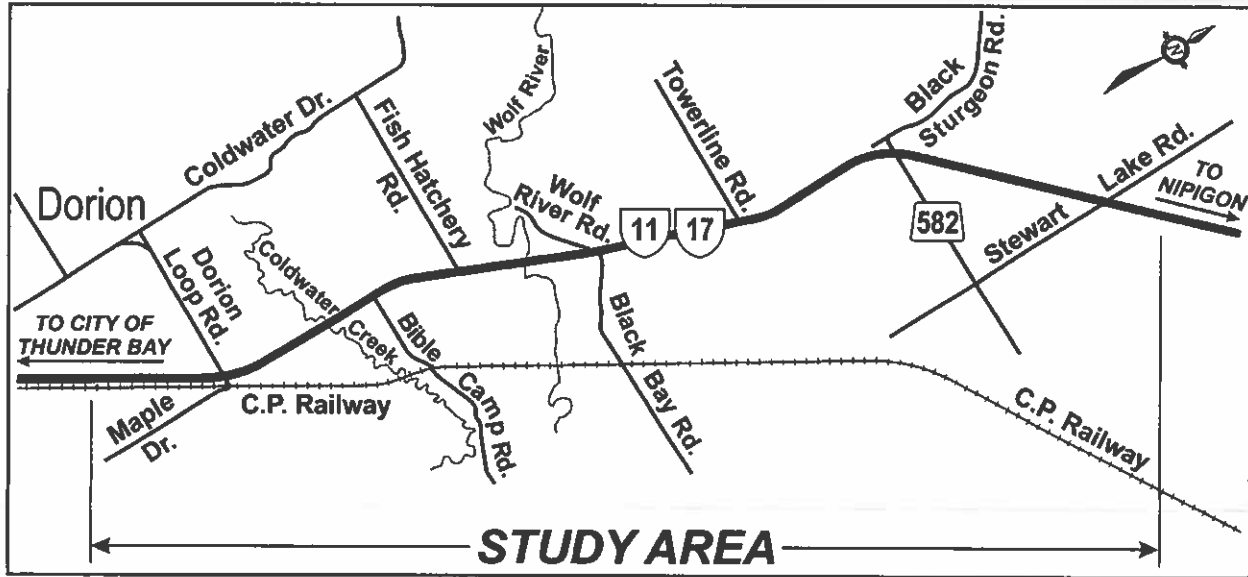 Coldwater Dr.
Dorion
Dorion
Loop Rd.
TO CITY OF
THUNDER BAY
Maple
Dr.
C.P. Railway
Coldwater
Creek
Fish Hatchery
Rd.
Bible
Camp Rd.
Wolf River
Wolf
River Rd.
11
17
Black
Bay Rd.
Towerline Rd.
Black
Sturgeon Rd.
582
Stewart
Lake Rd.
TO
NIPIGON
N
C.P. Railway
STUDY AREA